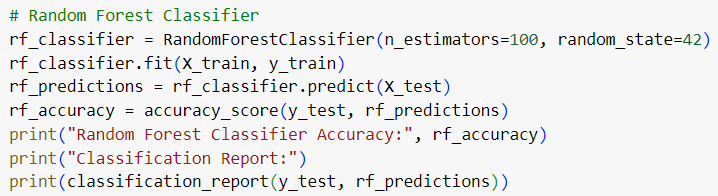 # Random Forest Classifier
rf_classifier = RandomForestClassifier(n_estimators=100, random_state=42)
rf_classifier.fit(X_train, y_train)
rf_predictions = rf_classifier.predict(X_test)
rf_accuracy = accuracy_score(y_test, rf_predictions)
print("Random Forest Classifier Accuracy:", rf_accuracy)
print("Classification Report:")
print(classification_report(y_test, rf_predictions))